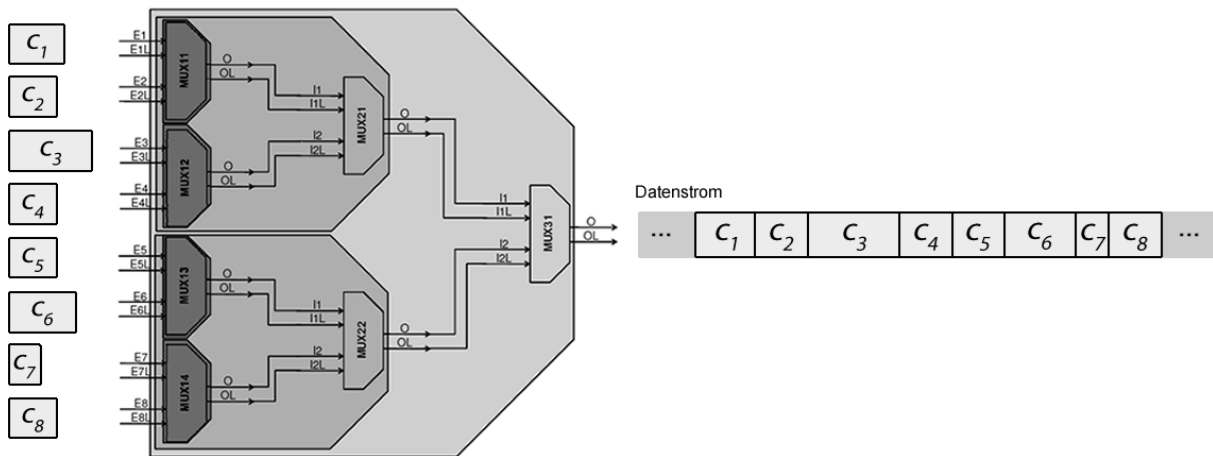 C1
C2
C3
C4
C5
C6
C7
C8
E1
E1L
E2
E2L
MUX11
O
OL
E3
E3L
E4
E4L
MUX12
O
OL
I1
I1L
I2
I2L
MUX21
O
OL
E5
E5L
E6
E6L
MUX13
O
OL
E7
E7L
E8
E8L
MUX14
O
OL
I1
I1L
I2
I2L
MUX22
O
OL
I1
I1L
I2
I2L
MUX31
O
OL
Datenstrom
... C1 C2 C3 C4 C5 C6 C7 C8 ...